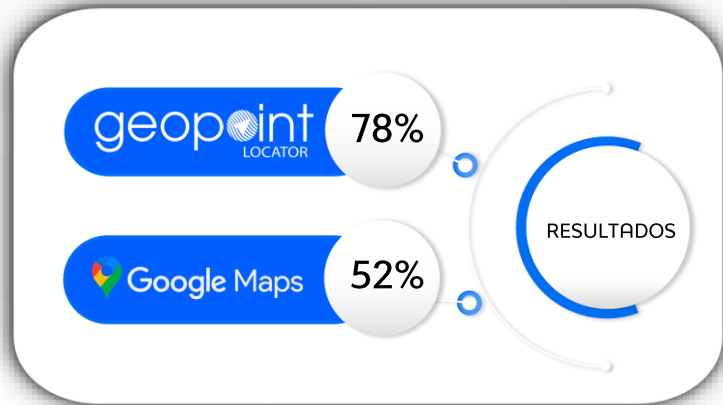 geopoint
LOCATOR
78%
Google Maps
52%
RESULTADOS